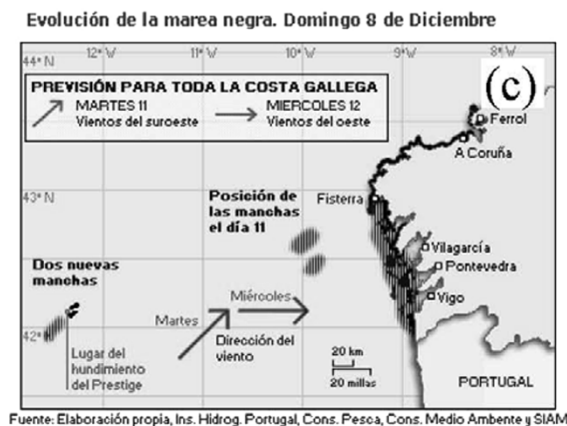 Evolución de la marea negra. Domingo 8 de Diciembre
12° W
11° W
10° W
9° W
8° W
44° N
PREVISIÓN PARA TODA LA COSTA GALLEGA
MARTES 11
Vientos del suroeste
MIERCOLES 12
Vientos del oeste
(c)
Ferrol
A Coruña
43° N
Fisterra
Posición de
las manchas
el día 11
Vilagarcía
Pontevedra
Vigo
Dos nuevas
manchas
Miércoles
Martes
Dirección del
viento
42° N
Lugar del
hundimiento
del Prestige
20 km
20 millas
PORTUGAL
Fuente: Elaboración propia, Ins. Hidrog. Portugal, Cons. Pesca, Cons. Medio Ambente y SIAM